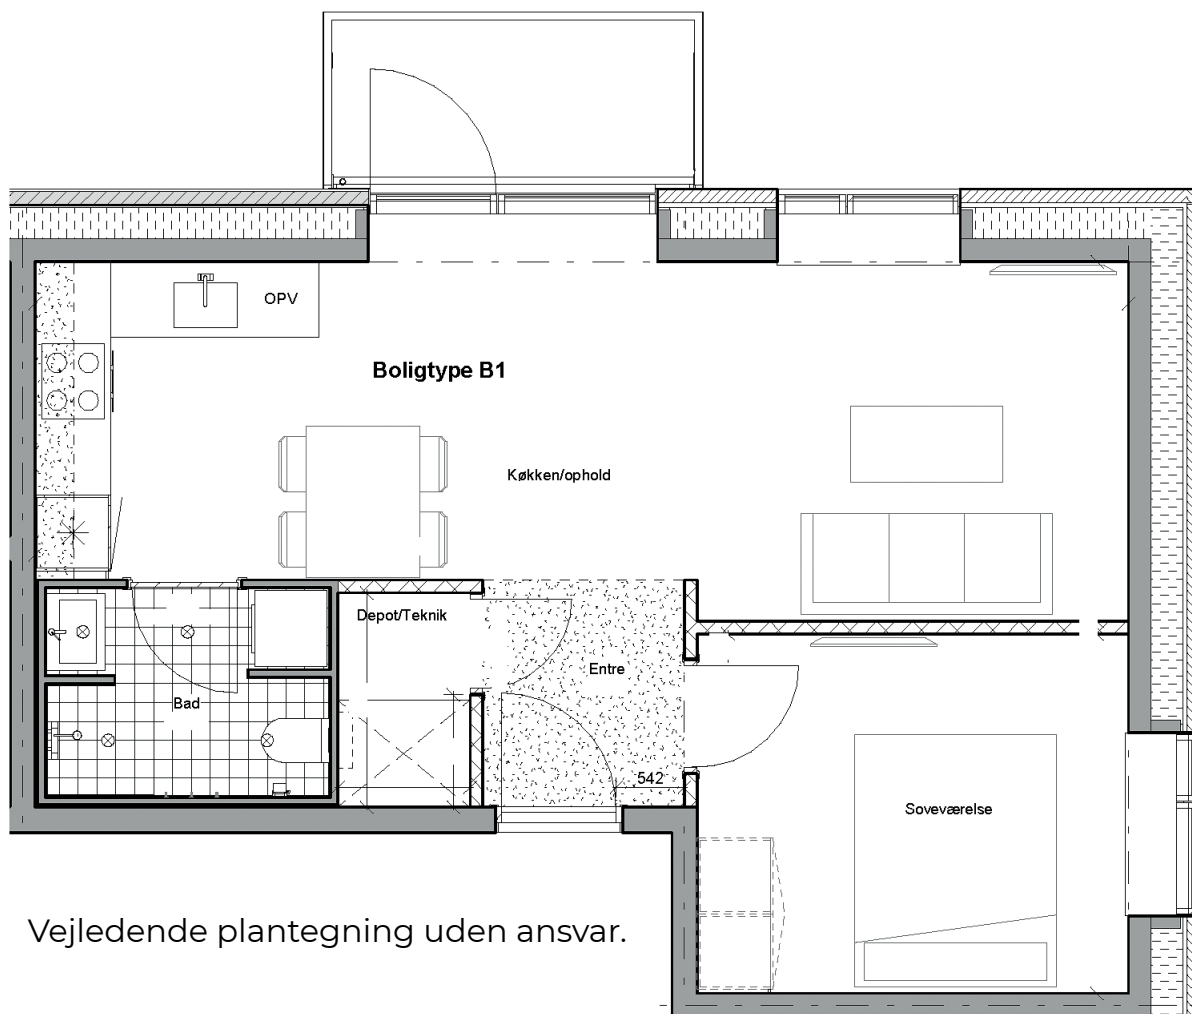 OPV
Boligtype B1
Køkken/ophold
Depot/Teknik
Entre
Bad
542
Soveværelse
Vejledende plantegning uden ansvar.